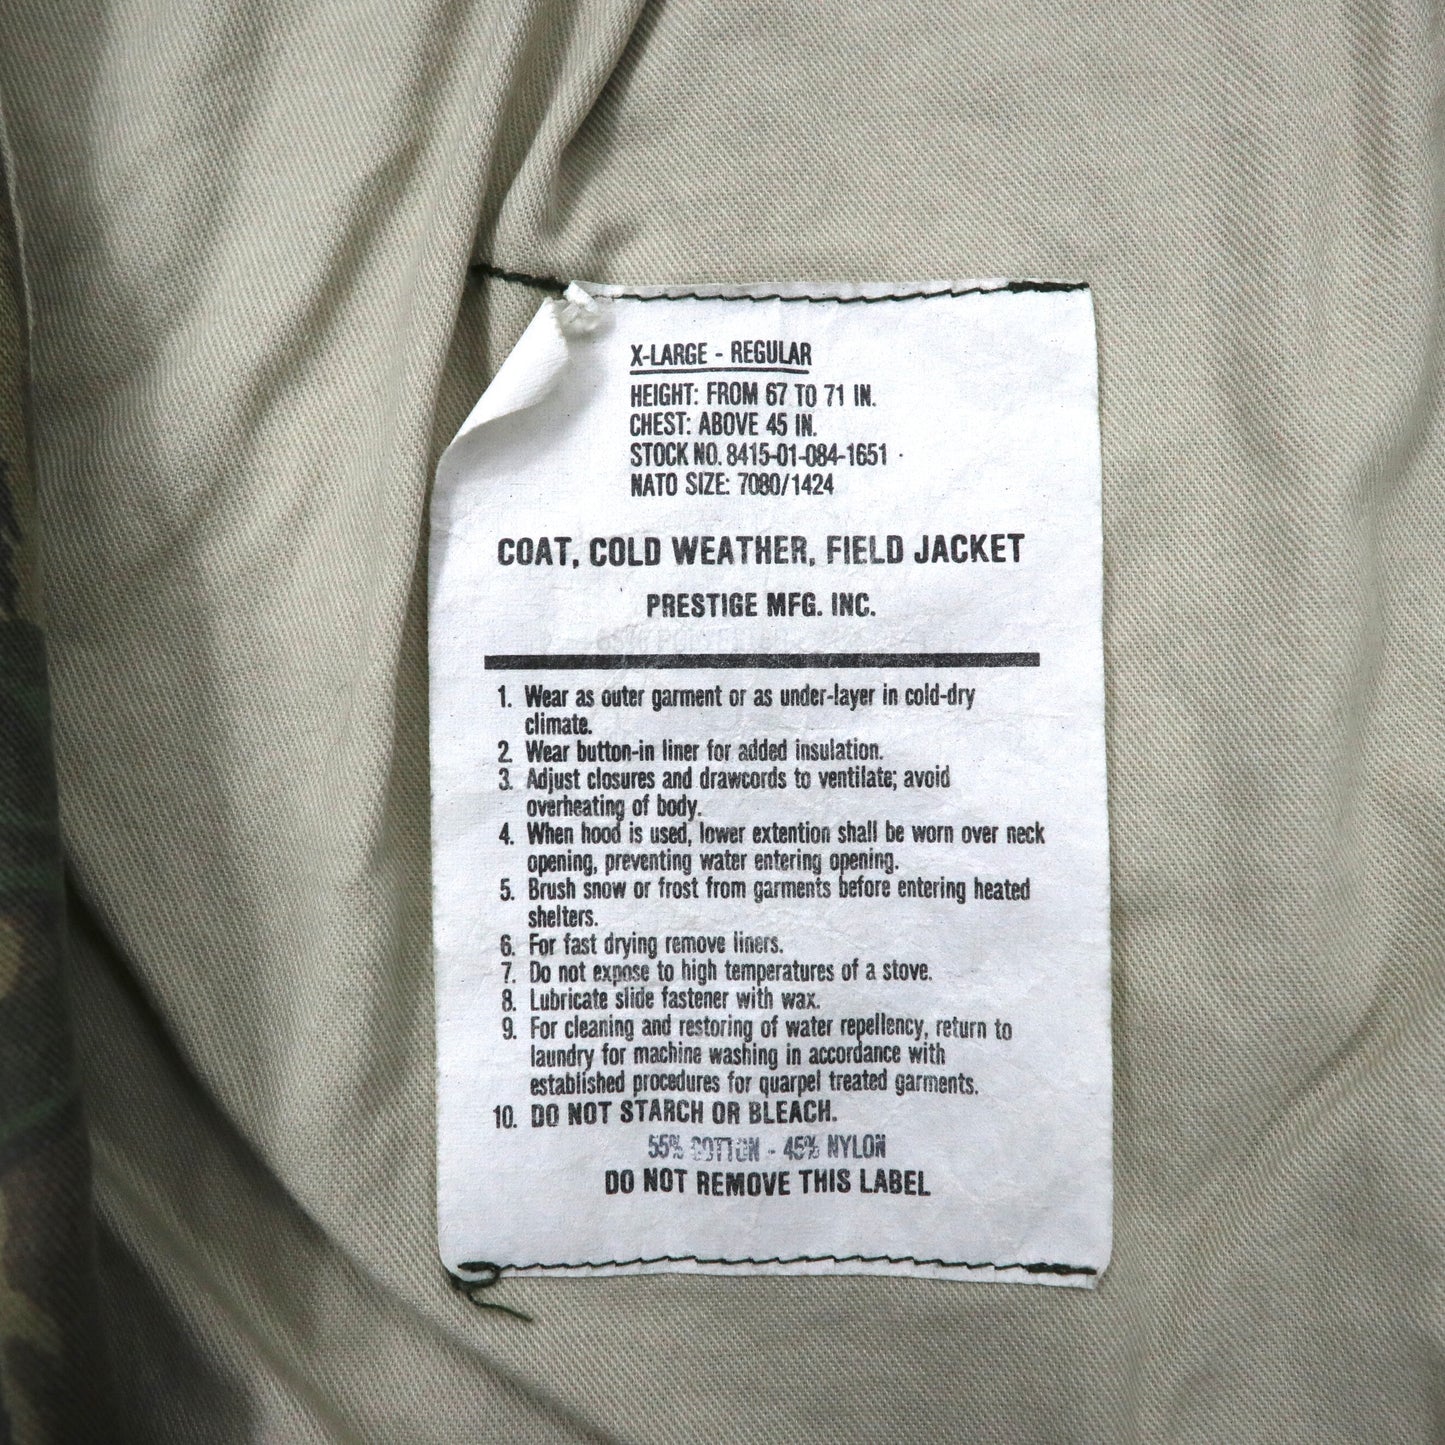 X-LARGE - REGULAR
HEIGHT: FROM 67 TO 71 IN.
CHEST: ABOVE 45 IN.
STOCK NO. 8415-01-084-1651
NATO SIZE: 7080/1424
COAT, COLD WEATHER, FIELD JACKET
PRESTIGE MFG. INC.
1. Wear as outer garment or as under-layer in cold-dry
climate.
2. Wear button-in liner for added insulation.
3. Adjust closures and drawcords to ventilate; avoid
overheating of body.
4. When hood is used, lower extention shall be worn over neck
opening, preventing water entering opening.
5. Brush snow or frost from garments before entering heated
shelters.
6. For fast drying remove liners.
7. Do not expose to high temperatures of a stove.
8. Lubricate slide fastener with wax.
9. For cleaning and restoring of water repellency, return to
laundry for machine washing in accordance with
established procedures for quarpel treated garments.
10. DO NOT STARCH OR BLEACH.
55% COTTON - 45% NYLON
DO NOT REMOVE THIS LABEL